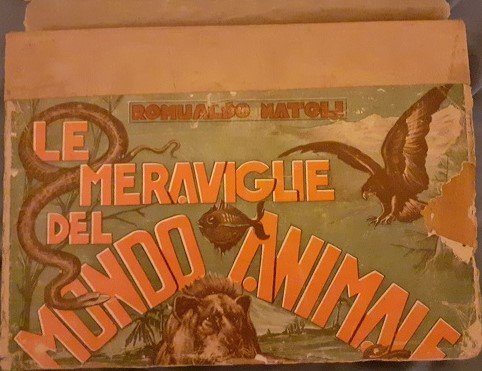 ROMUALDO NATOLI
LE
MERAVIGLIE
DEL
MONDO ANIMALE